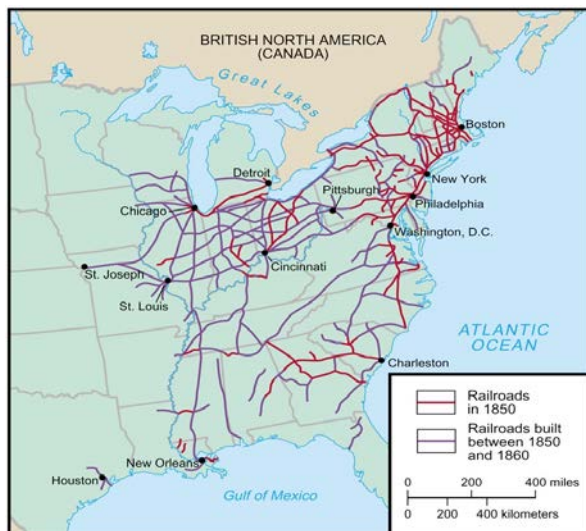 BRITISH NORTH AMERICA
(CANADA)
Great Lakes
Boston
Detroit
New York
Pittsburgh
Chicago
Philadelphia
Washington, D.C.
St. Joseph
Cincinnati
St. Louis
ATLANTIC
OCEAN
Charleston
Railroads
in 1850
Railroads built
between 1850
and 1860
New Orleans
Houston
Gulf of Mexico
0 200 400 miles
0 200 400 kilometers